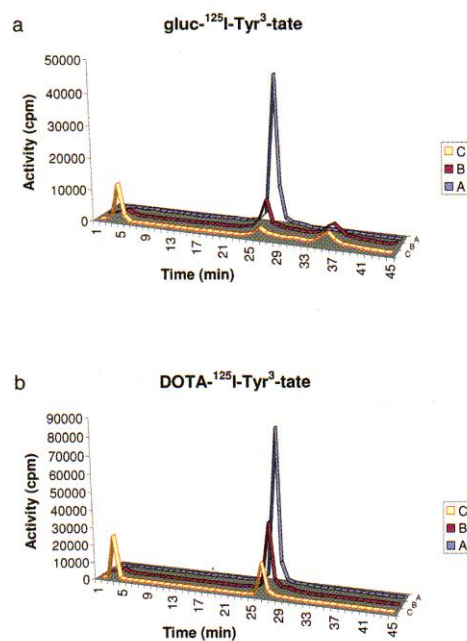 a
gluc-¹²⁵I-Tyr³-tate
50000
40000
30000
20000
10000
0
Activity (cpm)
1 5 9 13 17 21 25 29 33 37 41 45
Time (min)
C B A
C
B
A
b
DOTA-¹²⁵I-Tyr³-tate
90000
80000
70000
60000
50000
40000
30000
20000
10000
0
Activity (cpm)
1 5 9 13 17 21 25 29 33 37 41 45
Time (min)
C B A
C
B
A